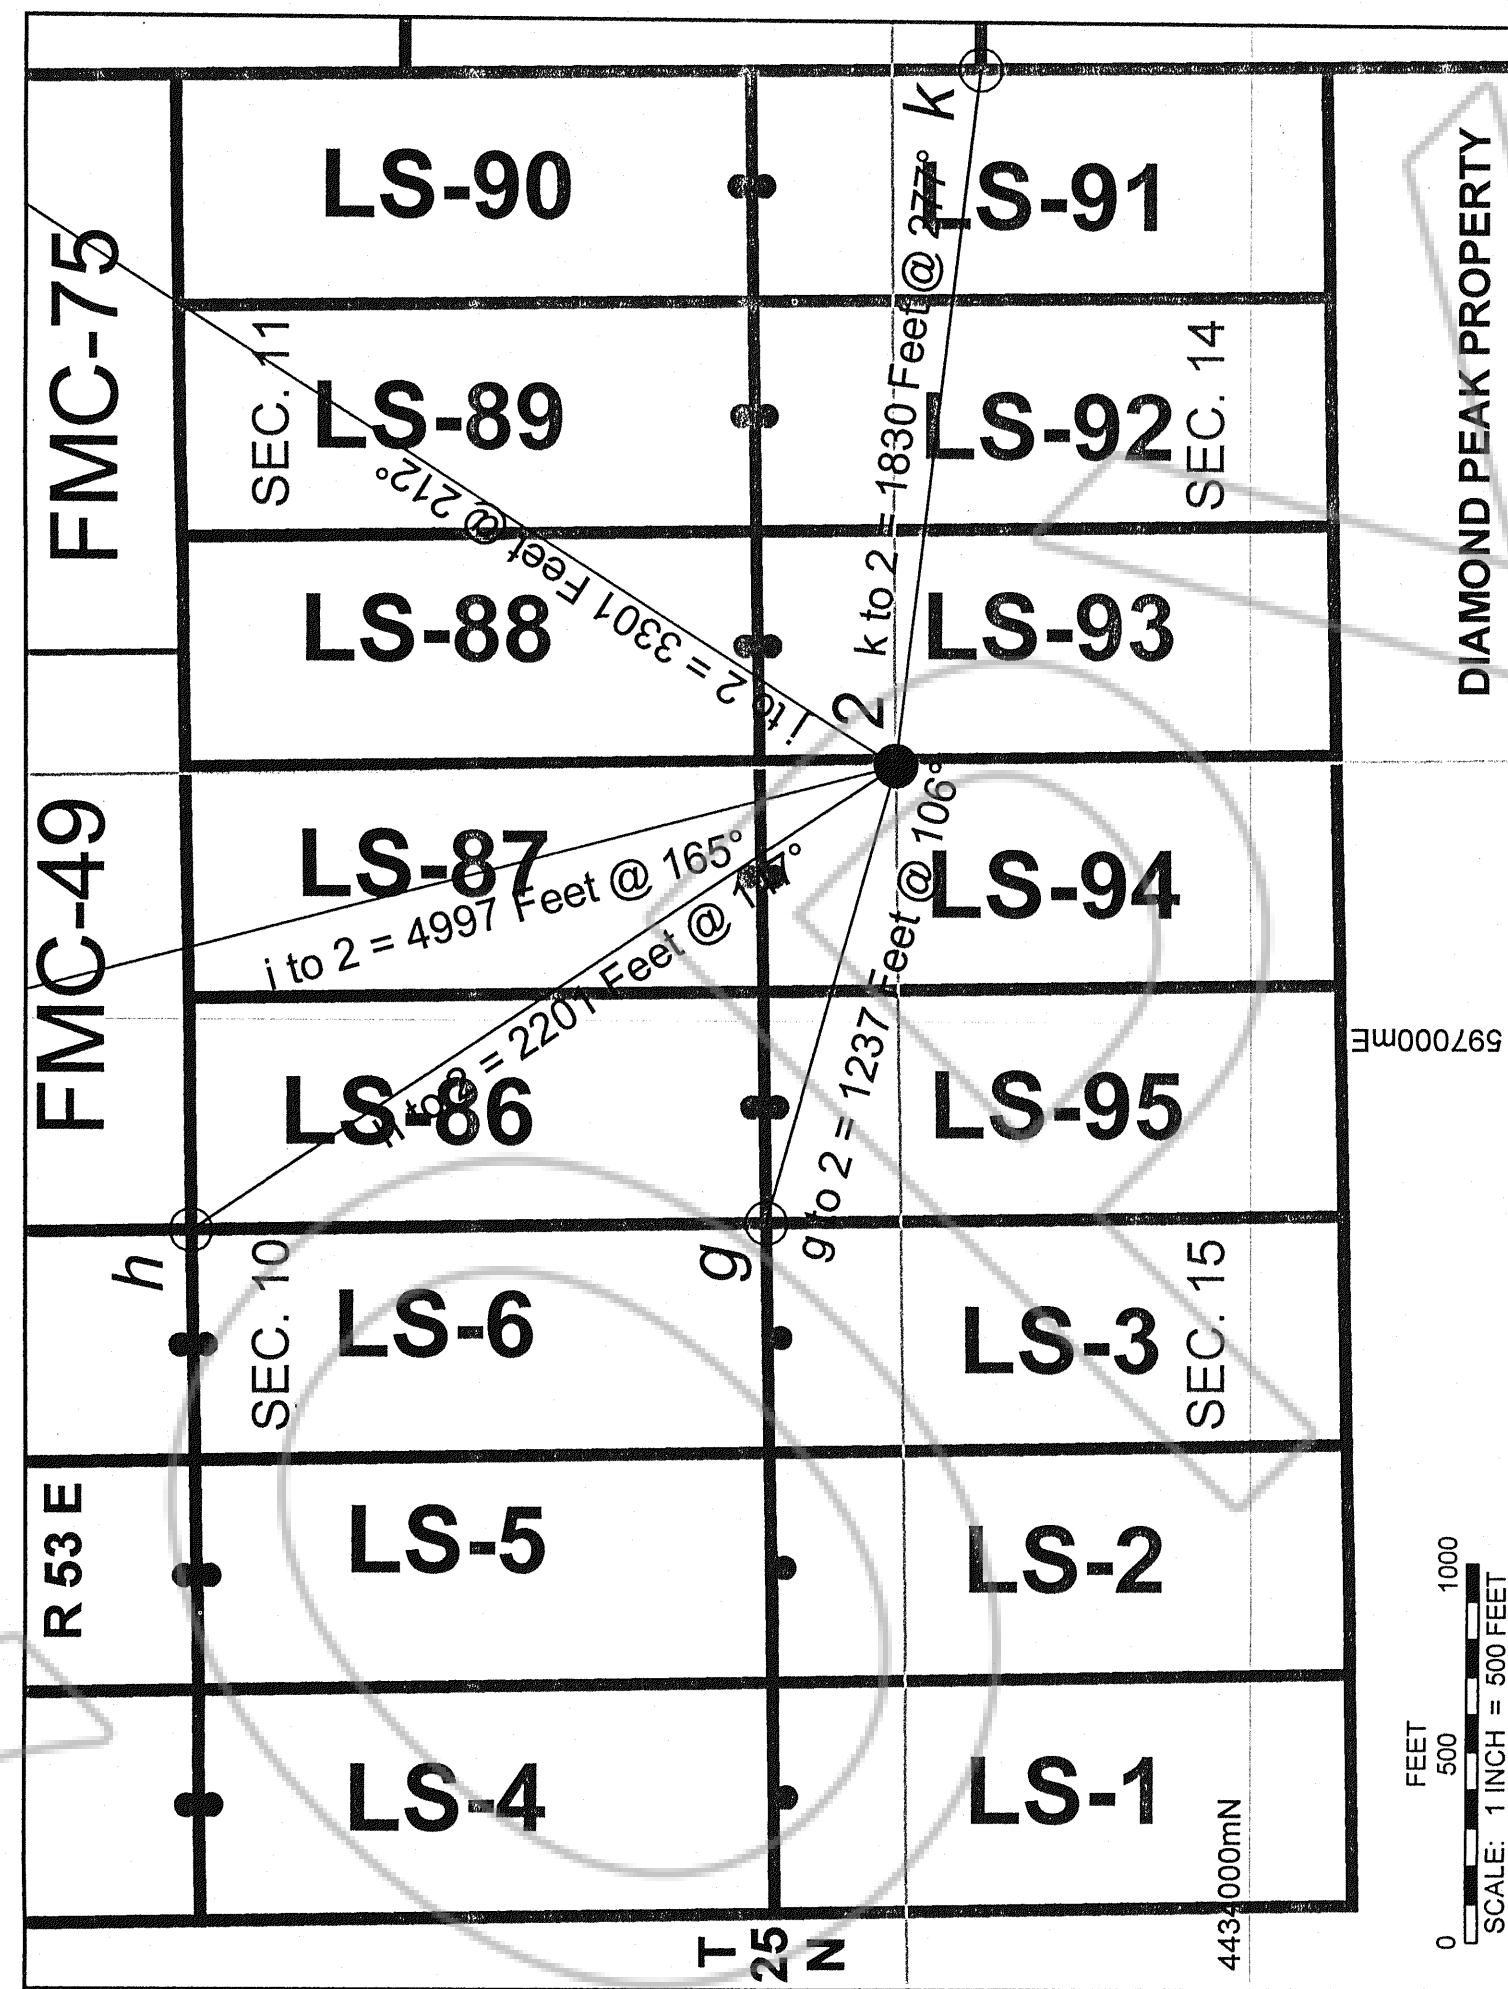 FMC-49
FMC-75
R 53 E
T
25
N
h
g
2
k
SEC. 10
SEC. 11
SEC. 15
SEC. 14
LS-4
LS-5
LS-6
LS-86
LS-87
LS-88
LS-89
LS-90
LS-1
LS-2
LS-3
LS-95
LS-94
LS-93
LS-92
LS-91
h to 2 = 2201 Feet @
i to 2 = 4997 Feet @ 165°
j to 2 = 3301 Feet @ 212°
g to 2 = 1237 Feet @ 106°
k to 2 = 1830 Feet @ 277°
4434000mN
597000mE
FEET
0 500 1000
SCALE: 1 INCH = 500 FEET
DIAMOND PEAK PROPERTY